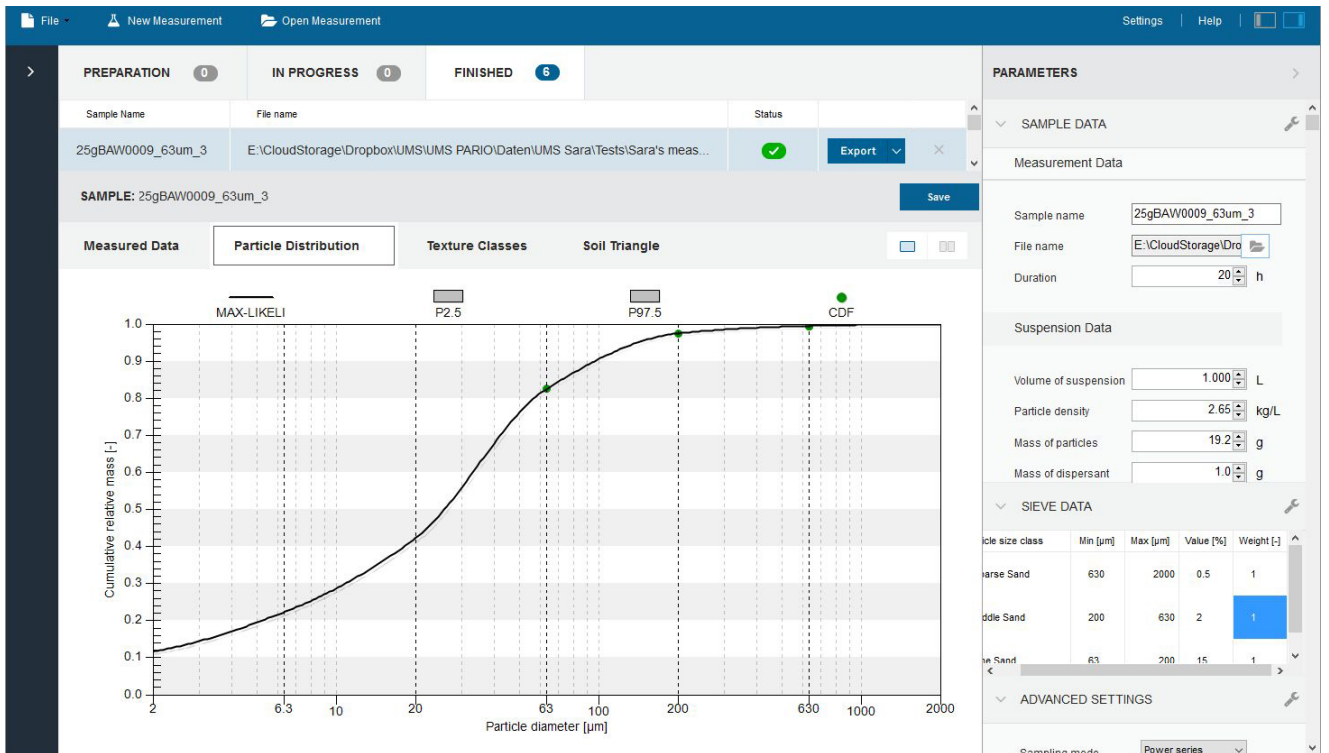 File New Measurement Open Measurement Settings Help
PREPARATION 0 IN PROGRESS 0 FINISHED 6 PARAMETERS
Sample Name File name Status
25gBAW0009_63um_3 E:\CloudStorage\Dropbox\UMS\UMS PARIO\Daten\UMS Sara\Tests\Sara's meas... Export
SAMPLE: 25gBAW0009_63um_3 Save
Measured Data Particle Distribution Texture Classes Soil Triangle
MAX-LIKELI P2.5 P97.5 CDF
Cumulative relative mass [-]
1.0
0.9
0.8
0.7
0.6
0.5
0.4
0.3
0.2
0.1
0.0
2 6.3 10 20 63 100 200 630 1000 2000
Particle diameter [µm]
SAMPLE DATA
Measurement Data
Sample name 25gBAW0009_63um_3
File name E:\CloudStorage\Dro
Duration 20 h
Suspension Data
Volume of suspension 1.000 L
Particle density 2.65 kg/L
Mass of particles 19.2 g
Mass of dispersant 1.0 g
SIEVE DATA
icle size class Min [µm] Max [µm] Value [%] Weight [-]
arse Sand 630 2000 0.5 1
ddle Sand 200 630 2 1
ne Sand 63 200 15 1
ADVANCED SETTINGS
Sampling mode Power series